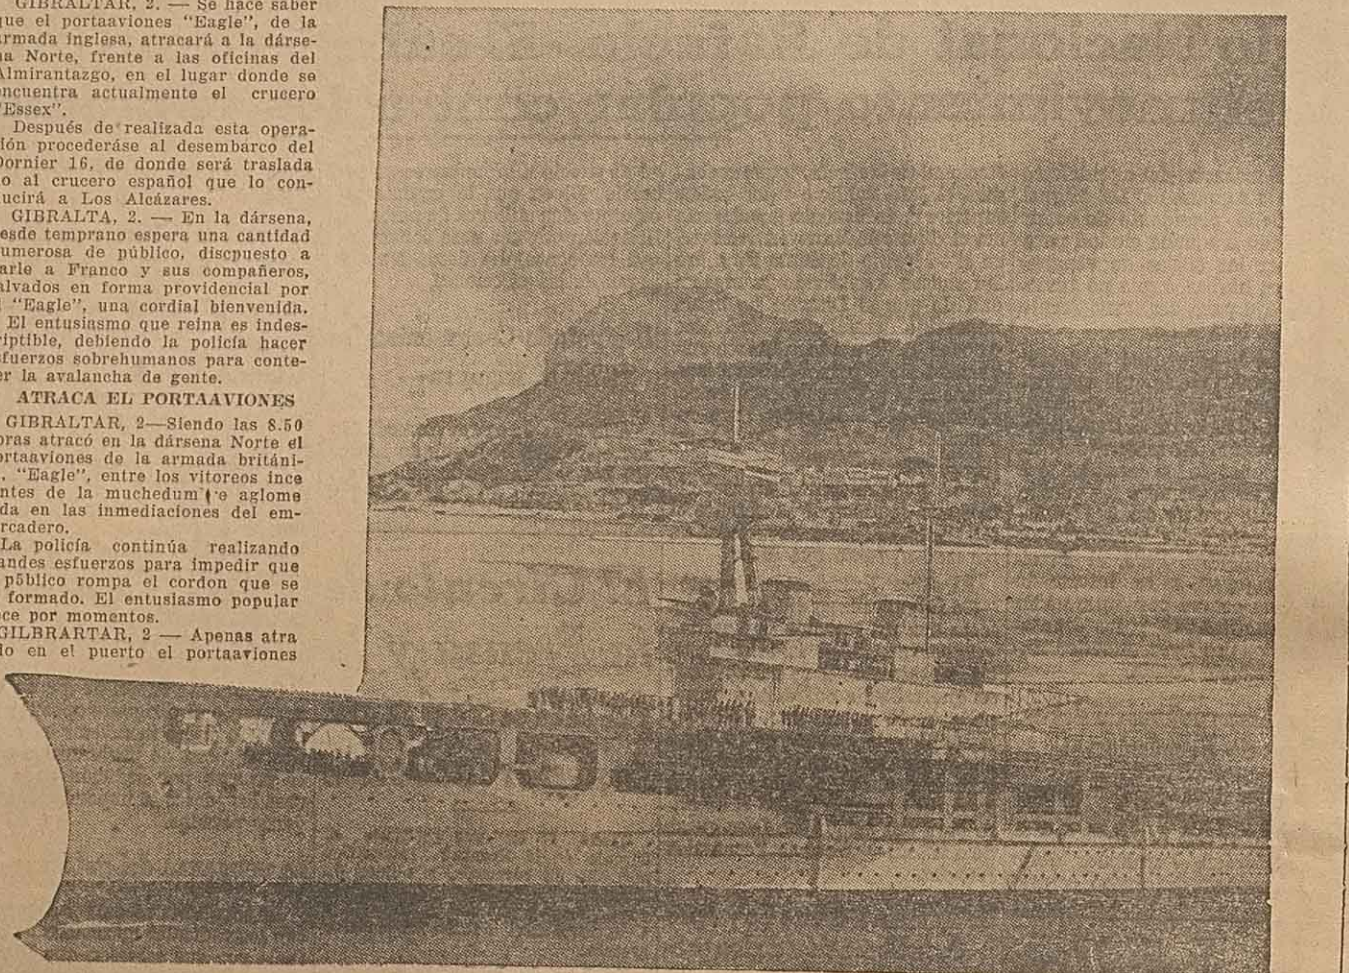 GIBRALTAR, 2. — Se hace saber
que el portaaviones "Eagle", de la
armada inglesa, atracará a la dárse-
na Norte, frente a las oficinas del
Almirantazgo, en el lugar donde se
encuentra actualmente el crucero
"Essex".
Después de realizada esta opera-
ión procederáse al desembarco del
Dornier 16, de donde será traslada
o al crucero español que lo con-
ucirá a Los Alcázares.
GIBRALTA, 2. — En la dársena,
esde temprano espera una cantidad
umerosa de público, discpuesto a
arle a Franco y sus compañeros,
alvados en forma providencial por
"Eagle", una cordial bienvenida.
El entusiasmo que reina es indes-
riptible, debiendo la policía hacer
sfuerzos sobrehumanos para conte-
er la avalancha de gente.
ATRACA EL PORTAAVIONES
GIBRALTAR, 2—Siendo las 8.50
oras atracó en la dársena Norte el
ortaaviones de la armada británi-
, "Eagle", entre los vitoreos ince
ntes de la muchedum e aglome
da en las inmediaciones del em-
rcadero.
La policía continúa realizando
andes esfuerzos para impedir que
pöblico rompa el cordon que se
formado. El entusiasmo popular
ce por momentos.
GILBRARTAR, 2 — Apenas atra
do en el puerto el portaaviones